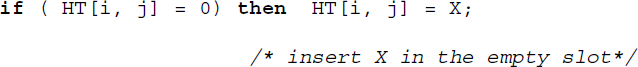 if ( HT[i, j] = 0) then HT[i, j] = X;
/* insert X in the empty slot*/